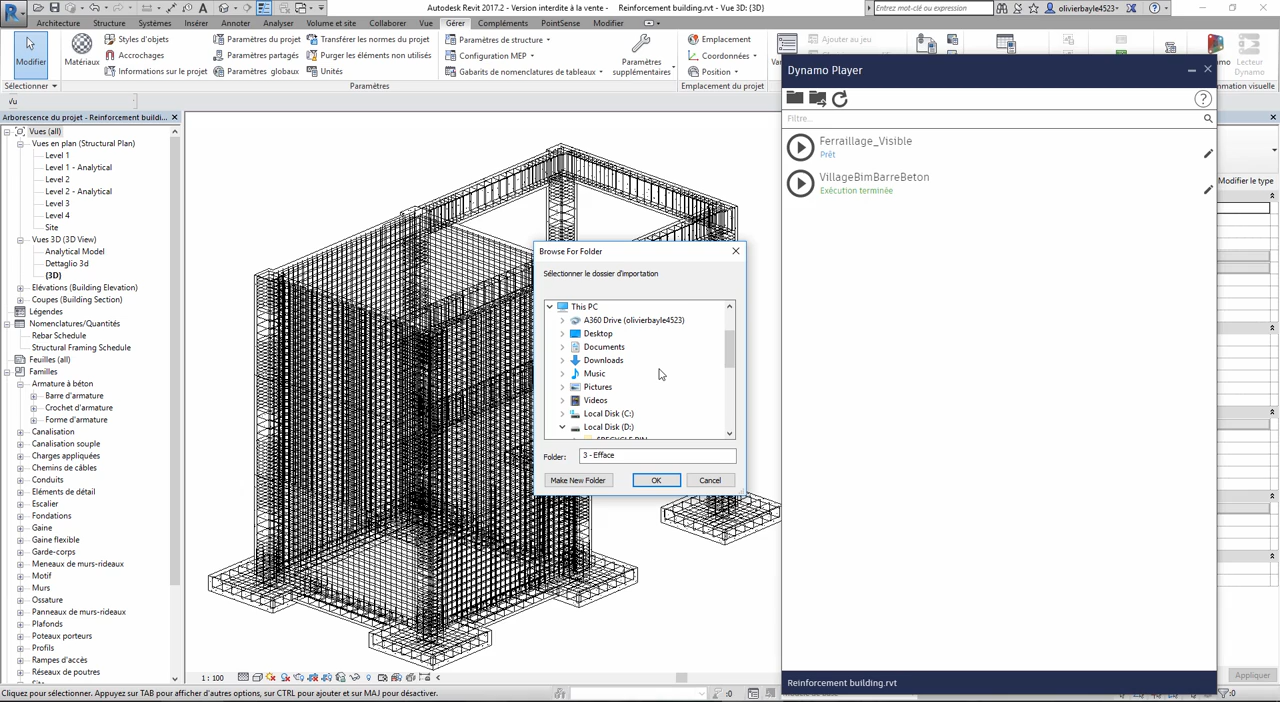 Autodesk Revit 2017.2 - Version interdite à la vente - Reinforcement building.rvt - Vue 3D: {3D}
Entrez mot-clé ou expression
olivierbayle4523
Architecture Structure Systèmes Insérer Annoter Analyser Volume et site Collaborer Vue Gérer Compléments PointSense Modifier
Modifier
Matériaux
Styles d'objets
Accrochages
Informations sur le projet
Paramètres du projet
Paramètres partagés
Paramètres globaux
Transférer les normes du projet
Purger les éléments non utilisés
Unités
Paramètres de structure
Configuration MEP
Gabarits de nomenclatures de tableaux
Paramètres
supplémentaires
Emplacement
Coordonnées
Position
Ajouter au jeu
Lecteur
Dynamo
Sélectionner
Paramètres
Emplacement du projet
Arborescence du projet - Reinforcement buildi...
Vues (all)
Vues en plan (Structural Plan)
Level 1
Level 1 - Analytical
Level 2
Level 2 - Analytical
Level 3
Level 4
Site
Vues 3D (3D View)
Analytical Model
Dettaglio 3d
{3D}
Elévations (Building Elevation)
Coupes (Building Section)
Légendes
Nomenclatures/Quantités
Rebar Schedule
Structural Framing Schedule
Feuilles (all)
Familles
Armature à béton
Barre d'armature
Crochet d'armature
Forme d'armature
Canalisation
Canalisation souple
Charges appliquées
Chemins de câbles
Conduits
Eléments de détail
Escalier
Fondations
Gaine
Gaine flexible
Garde-corps
Meneaux de murs-rideaux
Motif
Murs
Ossature
Panneaux de murs-rideaux
Plafonds
Poteaux porteurs
Profils
Rampes d'accès
Réseaux de poutres
Browse For Folder
Sélectionner le dossier d'importation
This PC
A360 Drive (olivierbayle4523)
Desktop
Documents
Downloads
Music
Pictures
Videos
Local Disk (C:)
Local Disk (D:)
Folder: 3 - Efface
Make New Folder OK Cancel
Dynamo Player
?
Filtre...
Ferraillage_Visible
Prêt
VillageBimBarreBeton
Exécution terminée
Reinforcement building.rvt
Modifier le type
Appliquer
1 : 100
Cliquez pour sélectionner. Appuyez sur TAB pour afficher d'autres options, sur CTRL pour ajouter et sur MAJ pour désactiver.
:0